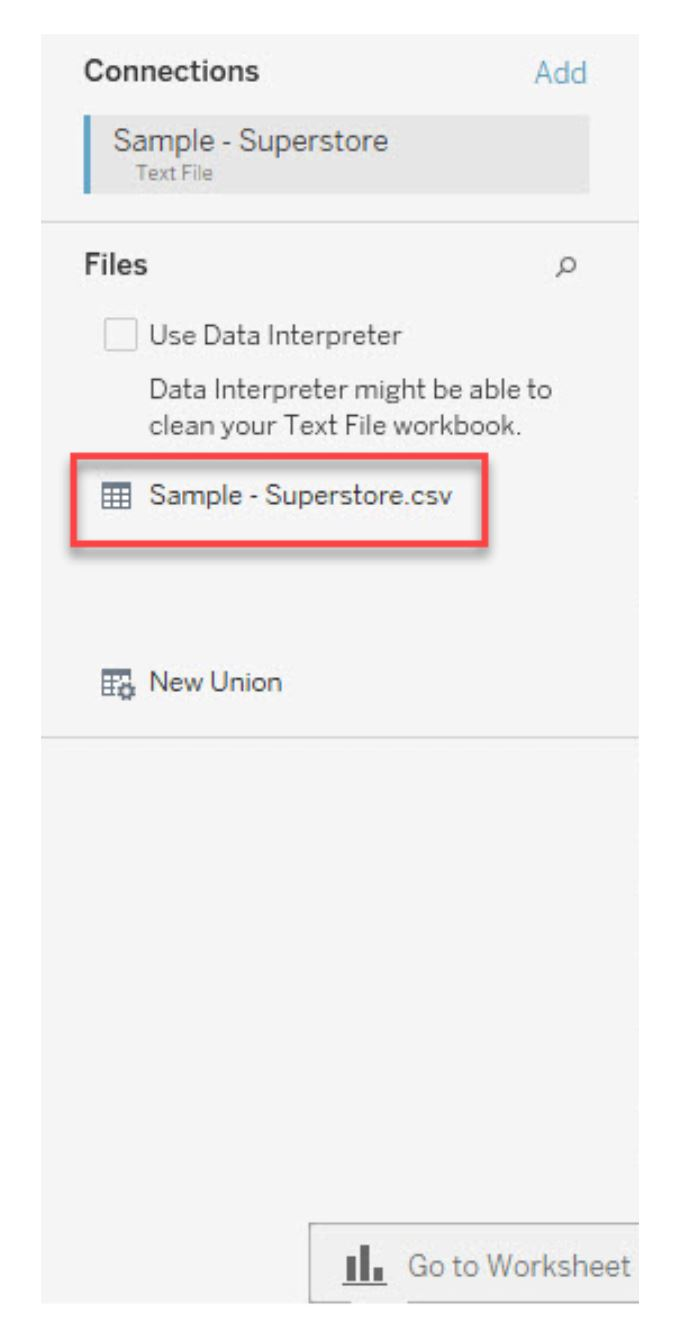 Connections
Add
Sample - Superstore
Text File
Files
Use Data Interpreter
Data Interpreter might be able to
clean your Text File workbook.
Sample - Superstore.csv
New Union
Go to Worksheet